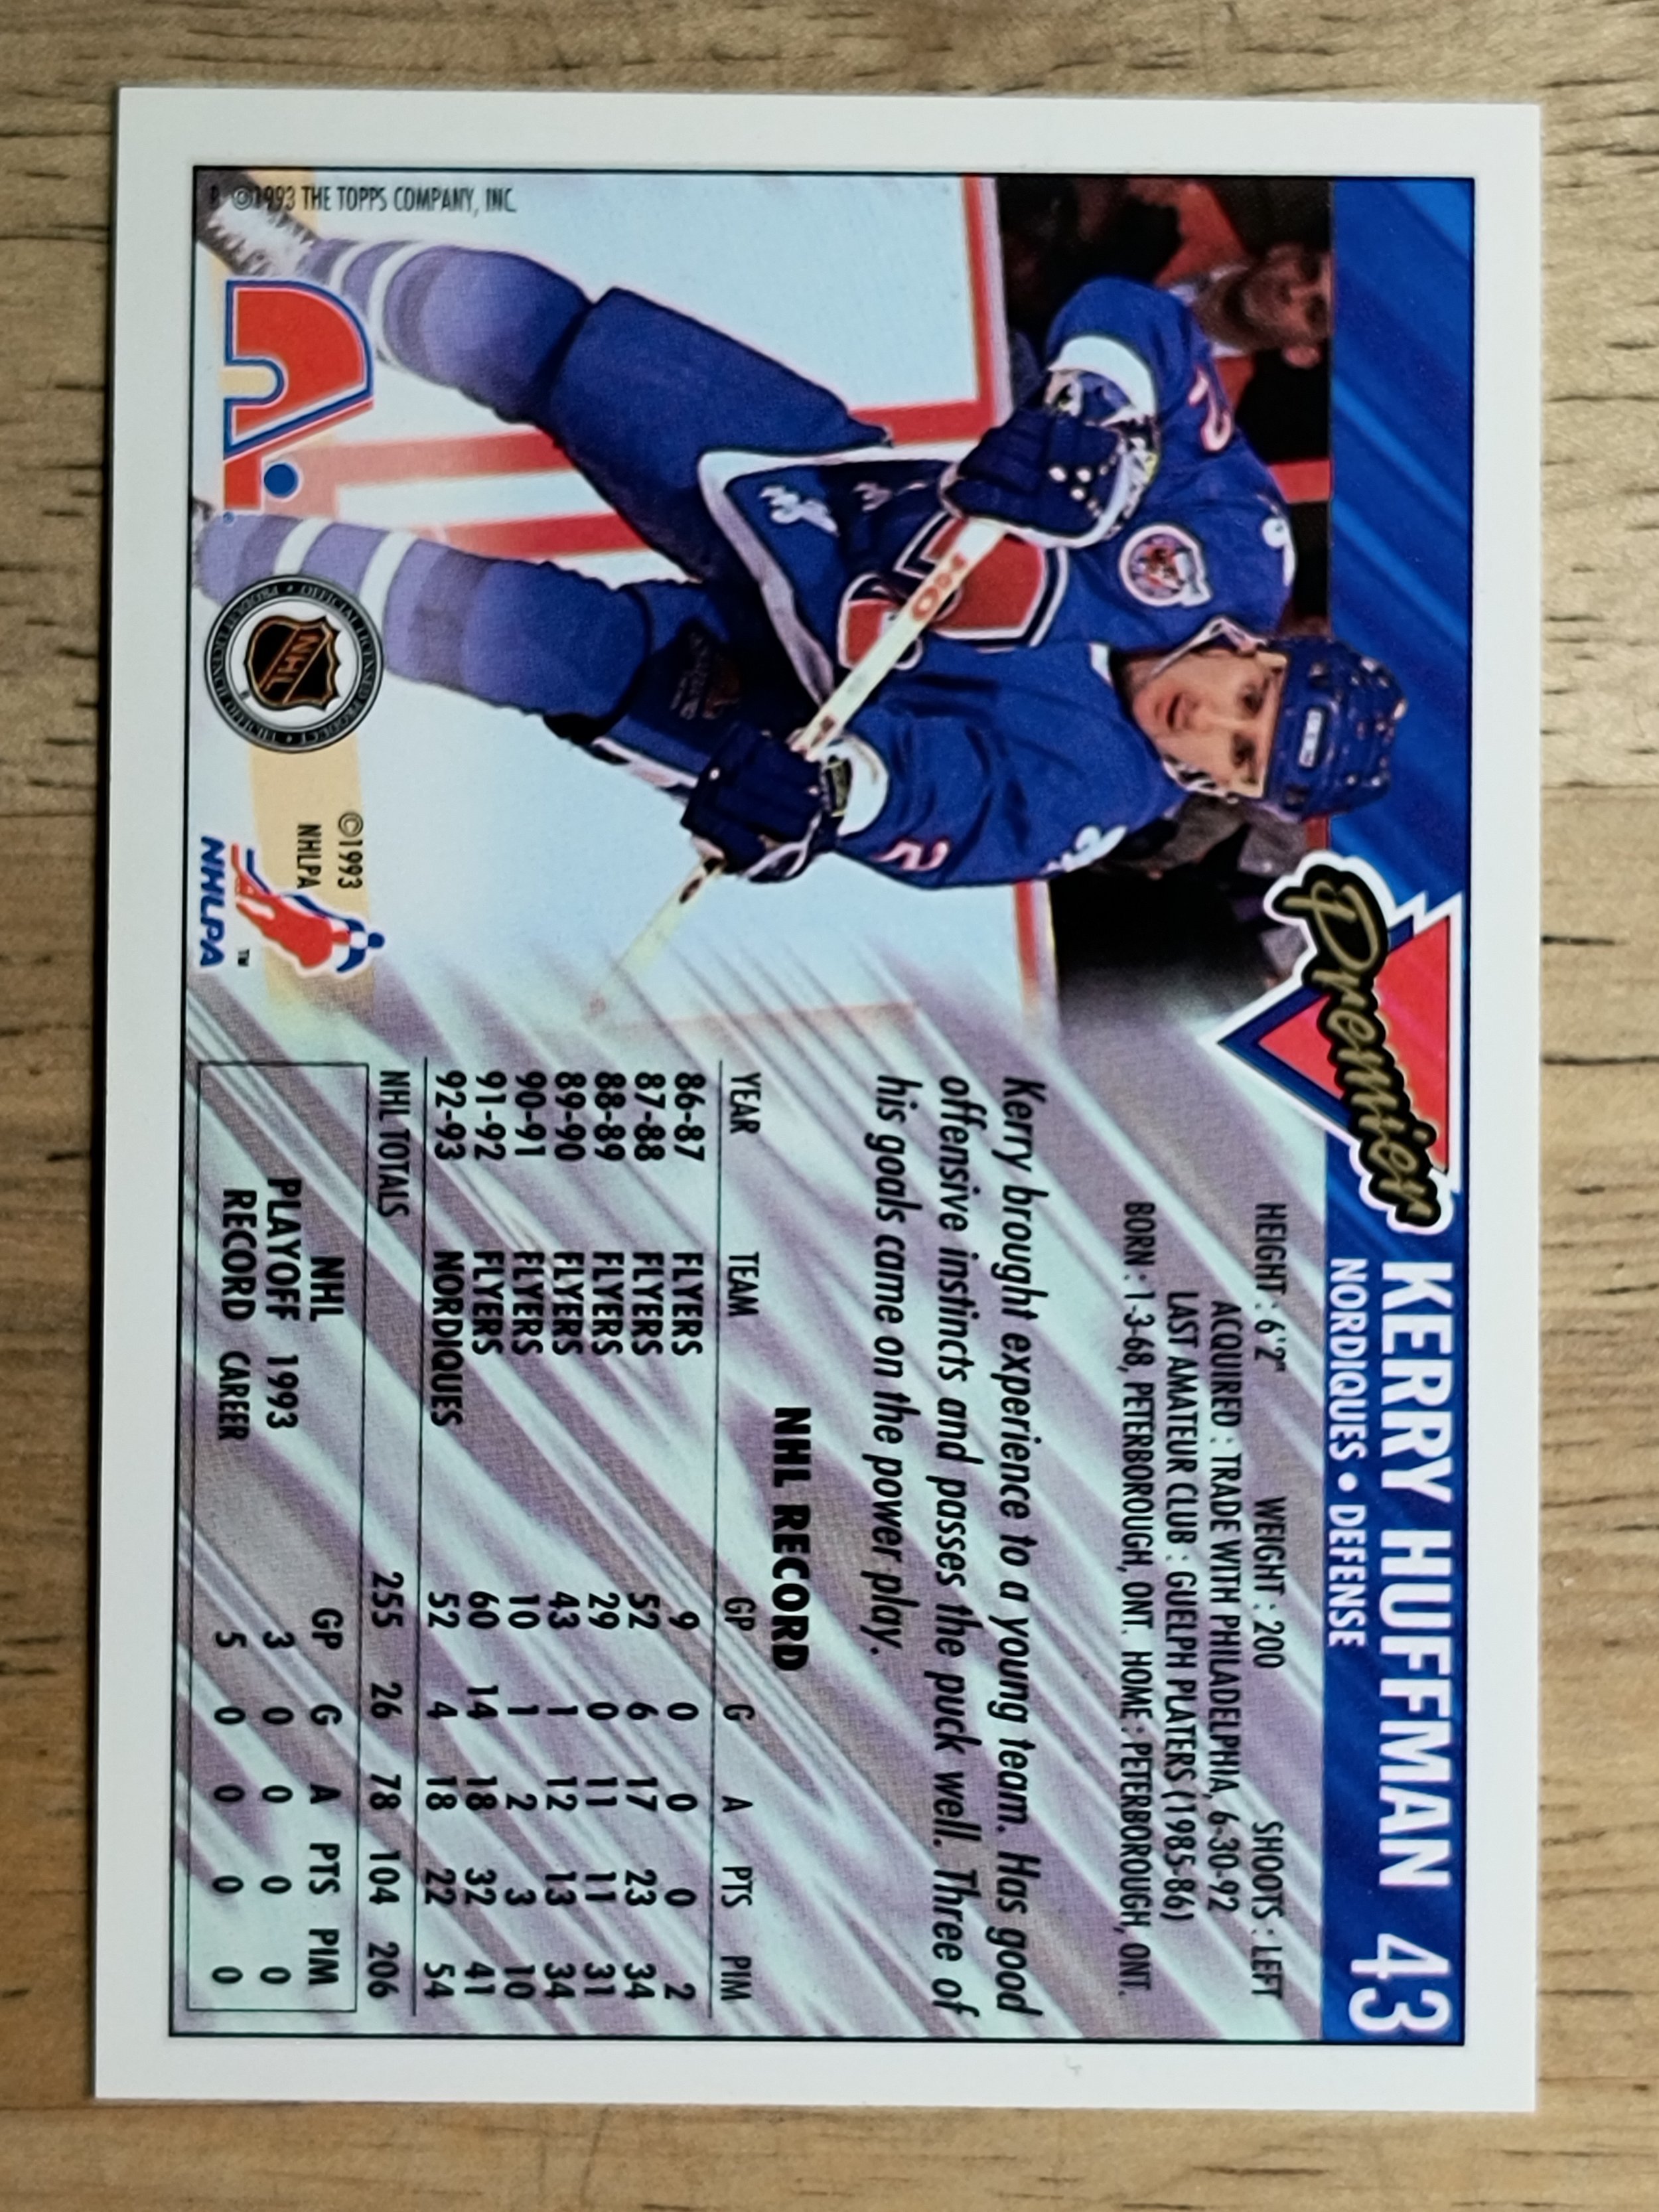 Premier
KERRY HUFFMAN 43
NORDIQUES • DEFENSE
HEIGHT : 6'2" WEIGHT : 200 SHOOTS : LEFT
ACQUIRED : TRADE WITH PHILADELPHIA, 6-30-92
LAST AMATEUR CLUB : GUELPH PLATERS (1985-86)
BORN : 1-3-68, PETERBOROUGH, ONT. HOME : PETERBOROUGH, ONT.
Kerry brought experience to a young team. Has good
offensive instincts and passes the puck well. Three of
his goals came on the power play.
NHL RECORD
YEAR TEAM GP G A PTS PIM
86-87 FLYERS 9 0 0 0 2
87-88 FLYERS 52 6 17 23 34
88-89 FLYERS 29 0 11 11 31
89-90 FLYERS 43 1 12 13 34
90-91 FLYERS 10 1 2 3 10
91-92 FLYERS 60 14 18 32 41
92-93 NORDIQUES 52 4 18 22 54
NHL TOTALS 255 26 78 104 206
NHL GP G A PTS PIM
PLAYOFF 1993 3 0 0 0 0
RECORD CAREER 5 0 0 0 0
©1993
NHLPA
NHLPA TM
OFFICIAL LICENSED PRODUCT •
NHL
B ©1993 THE TOPPS COMPANY, INC.